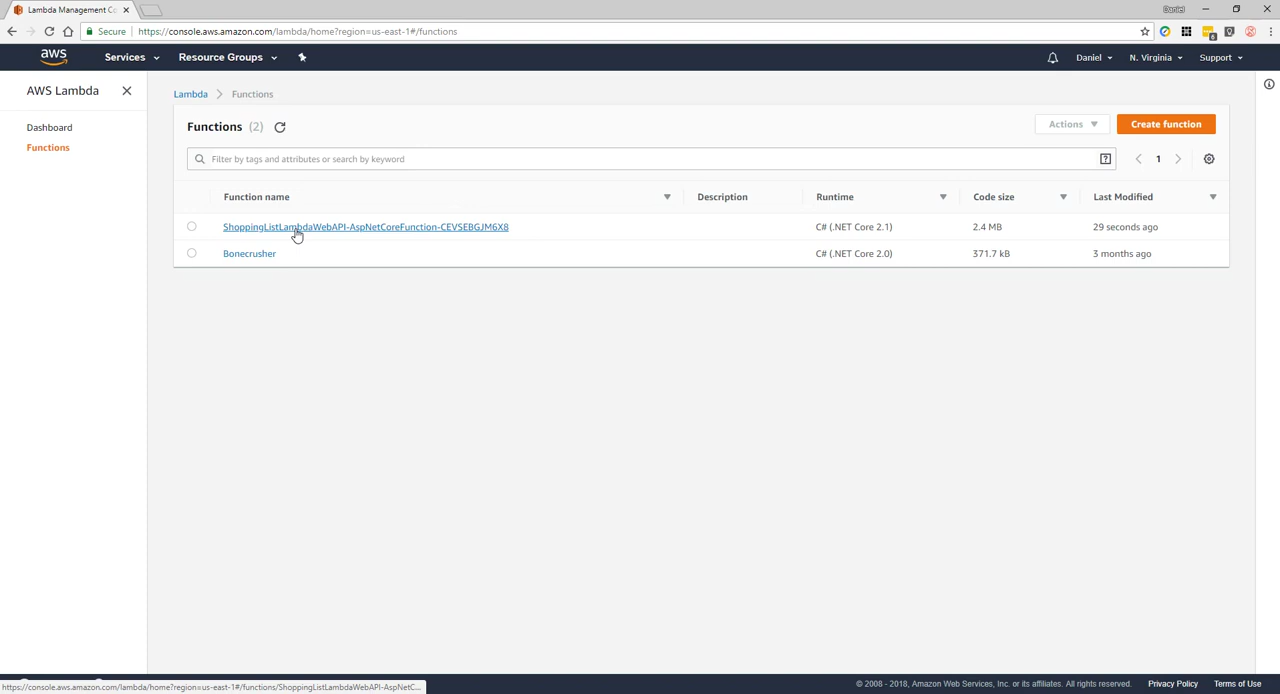 Lambda Management Co
Daniel
Secure
https://console.aws.amazon.com/lambda/home?region=us-east-1#/functions
6
aws
Services
Resource Groups
Daniel
N. Virginia
Support
AWS Lambda
Dashboard
Functions
Lambda > Functions
Functions (2)
Actions
Create function
Filter by tags and attributes or search by keyword
?
1
Function name
Description
Runtime
Code size
Last Modified
ShoppingListLambdaWebAPI-AspNetCoreFunction-CEVSEBGJM6X8
C# (.NET Core 2.1)
2.4 MB
29 seconds ago
Bonecrusher
C# (.NET Core 2.0)
371.7 kB
3 months ago
https://console.aws.amazon.com/lambda/home?region=us-east-1#/functions/ShoppingListLambdaWebAPI-AspNetC...
© 2008 - 2018, Amazon Web Services, Inc. or its affiliates. All rights reserved.
Privacy Policy
Terms of Use